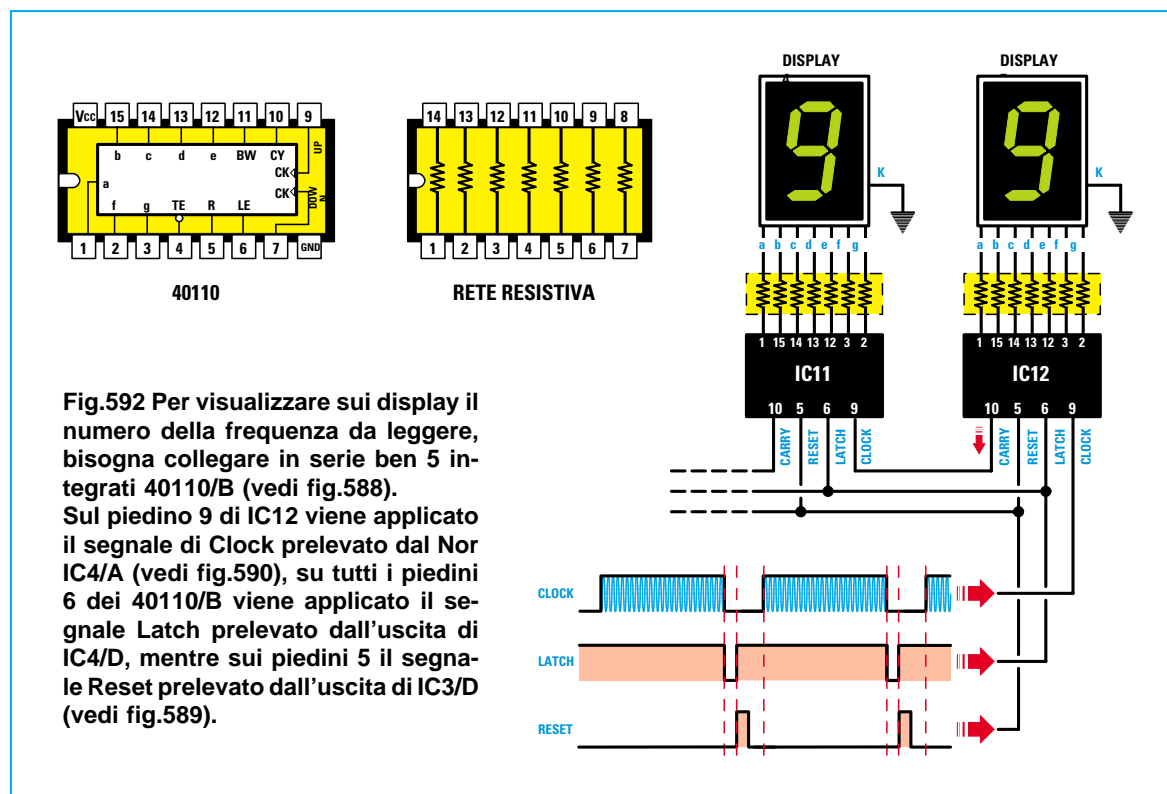 DISPLAY
DISPLAY
4
9
9
K
K
a b c d e f g
a b c d e f g
Vcc 15 14 13 12 11 10 9
b c d e BW CY
UP
CK
a
CK
DOW
N
f g TE R LE
1 2 3 4 5 6 7 GND
40110
14 13 12 11 10 9 8
1 2 3 4 5 6 7
RETE RESISTIVA
1 15 14 13 12 3 2
IC11
10 5 6 9
CARRY
RESET
LATCH
CLOCK
1 15 14 13 12 3 2
IC12
10 5 6 9
CARRY
RESET
LATCH
CLOCK
Fig.592 Per visualizzare sui display il
numero della frequenza da leggere,
bisogna collegare in serie ben 5 in-
tegrati 40110/B (vedi fig.588).
Sul piedino 9 di IC12 viene applicato
il segnale di Clock prelevato dal Nor
IC4/A (vedi fig.590), su tutti i piedini
6 dei 40110/B viene applicato il se-
gnale Latch prelevato dall'uscita di
IC4/D, mentre sui piedini 5 il segna-
le Reset prelevato dall'uscita di IC3/D
(vedi fig.589).
CLOCK
LATCH
RESET